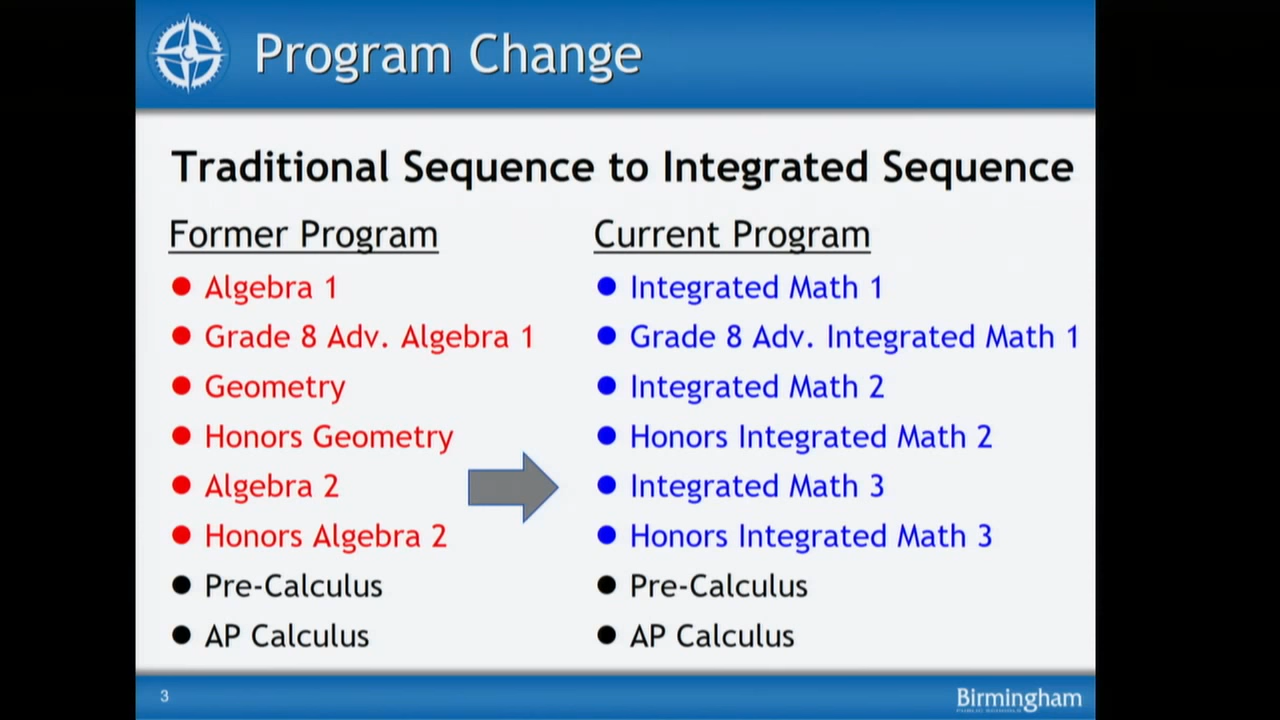 Program Change
Traditional Sequence to Integrated Sequence
Former Program
Algebra 1
Grade 8 Adv. Algebra 1
Geometry
Honors Geometry
Algebra 2
Honors Algebra 2
Pre-Calculus
AP Calculus
Current Program
Integrated Math 1
Grade 8 Adv. Integrated Math 1
Integrated Math 2
Honors Integrated Math 2
Integrated Math 3
Honors Integrated Math 3
Pre-Calculus
AP Calculus
3
Birmingham
PUBLIC SCHOOLS